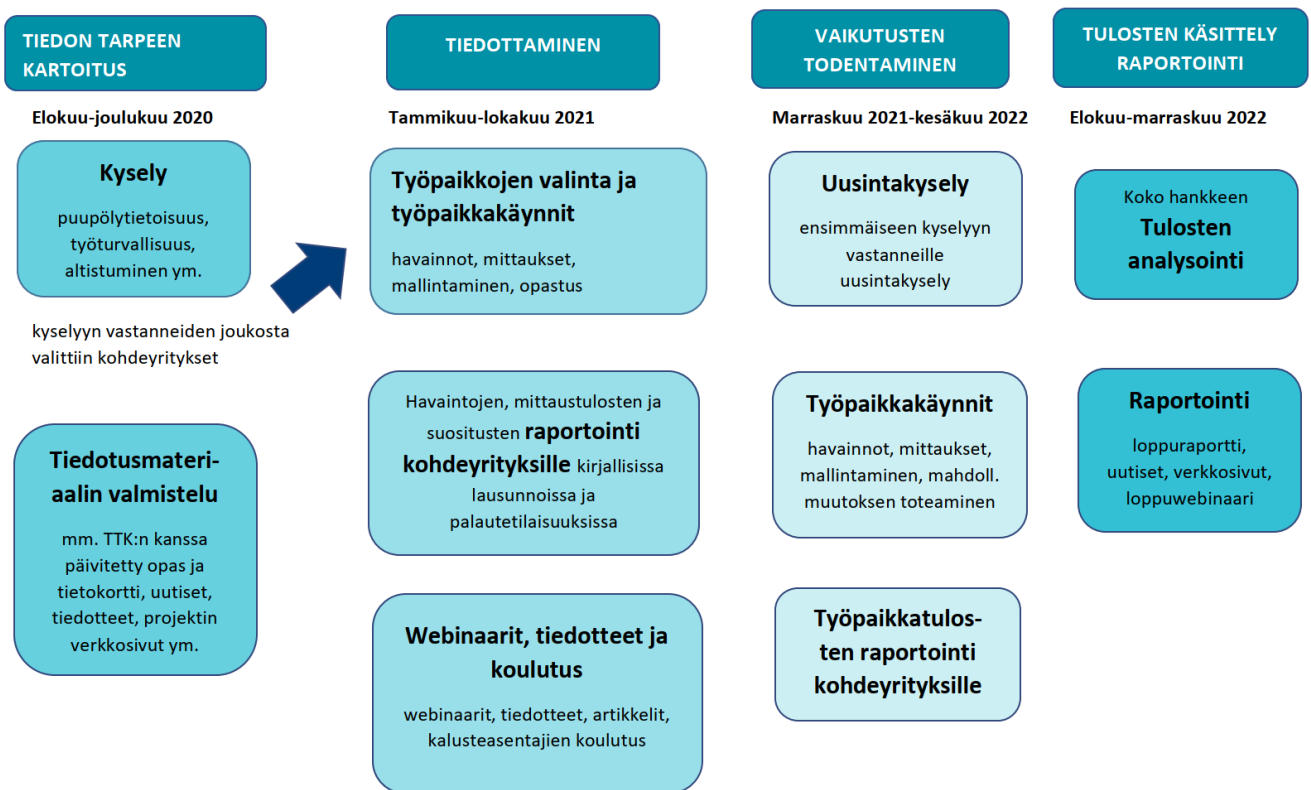 TIEDON TARPEEN
KARTOITUS
Elokuu-joulukuu 2020
Kysely
puupölytietoisuus,
työturvallisuus,
altistuminen ym.
kyselyyn vastanneiden joukosta
valittiin kohdeyritykset
Tiedotusmateri-
aalin valmistelu
mm. TTK:n kanssa
päivitetty opas ja
tietokortti, uutiset,
tiedotteet, projektin
verkkosivut ym.
TIEDOTTAMINEN
Tammikuu-lokakuu 2021
Työpaikkojen valinta ja
työpaikkakäynnit
havainnot, mittaukset,
mallintaminen, opastus
Havaintojen, mittaustulosten ja
suositusten raportointi
kohdeyrityksille kirjallisissa
lausunnoissa ja
palautetilaisuuksissa
Webinaarit, tiedotteet ja
koulutus
webinaarit, tiedotteet, artikkelit,
kalusteasentajien koulutus
VAIKUTUSTEN
TODENTAMINEN
Marraskuu 2021-kesäkuu 2022
Uusintakysely
ensimmäiseen kyselyyn
vastanneille
uusintakysely
Työpaikkakäynnit
havainnot, mittaukset,
mallintaminen, mahdoll.
muutoksen toteaminen
Työpaikkatulos-
ten raportointi
kohdeyrityksille
TULOSTEN KÄSITTELY
RAPORTOINTI
Elokuu-marraskuu 2022
Koko hankkeen
Tulosten
analysointi
Raportointi
loppuraportti,
uutiset, verkkosivut,
loppuwebinaari